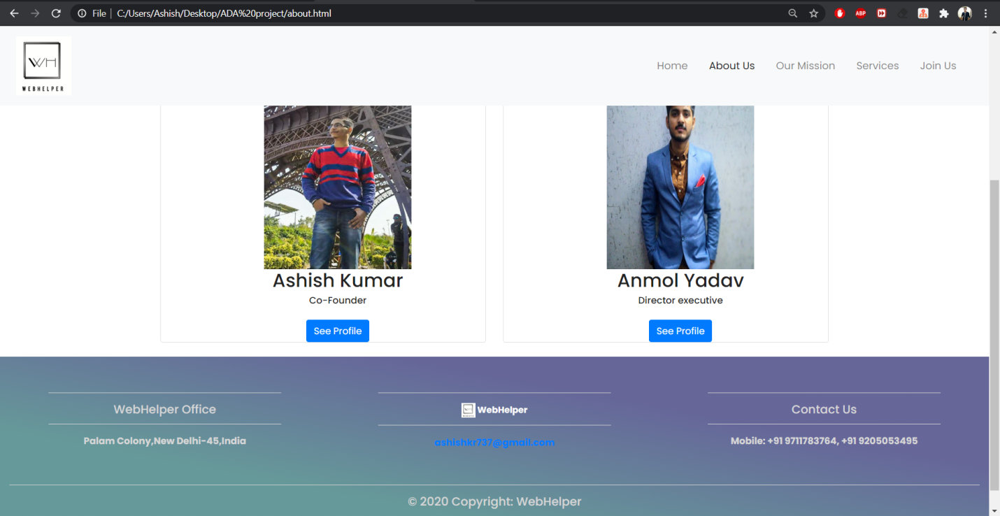 File | C:/Users/Ashish/Desktop/ADA%20project/about.html
ABP
WH
WEBHELPER
Home About Us Our Mission Services Join Us
Ashish Kumar
Co-Founder
See Profile
Anmol Yadav
Director executive
See Profile
WebHelper Office
Palam Colony,New Delhi-45,India
WebHelper
ashishkr737@gmail.com
Contact Us
Mobile: +91 9711783764, +91 9205053495
© 2020 Copyright: WebHelper